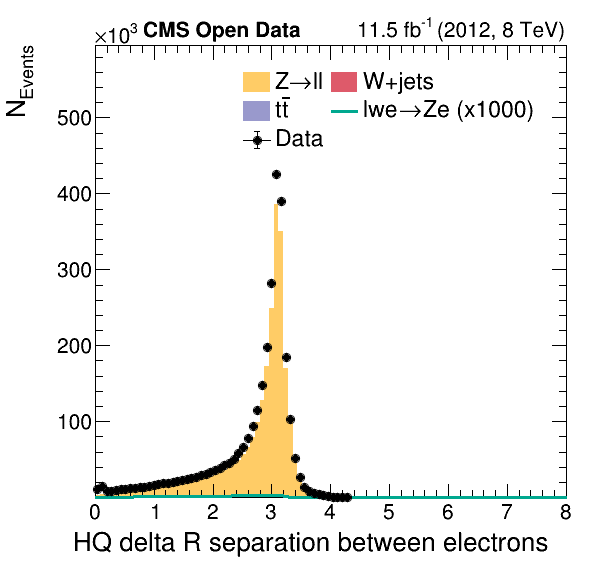 ×10³ CMS Open Data 11.5 fb⁻¹ (2012, 8 TeV)
N_Events
Z→ll W+jets
tt̄ lwe→Ze (x1000)
Data
500
400
300
200
100
0 1 2 3 4 5 6 7 8
HQ delta R separation between electrons